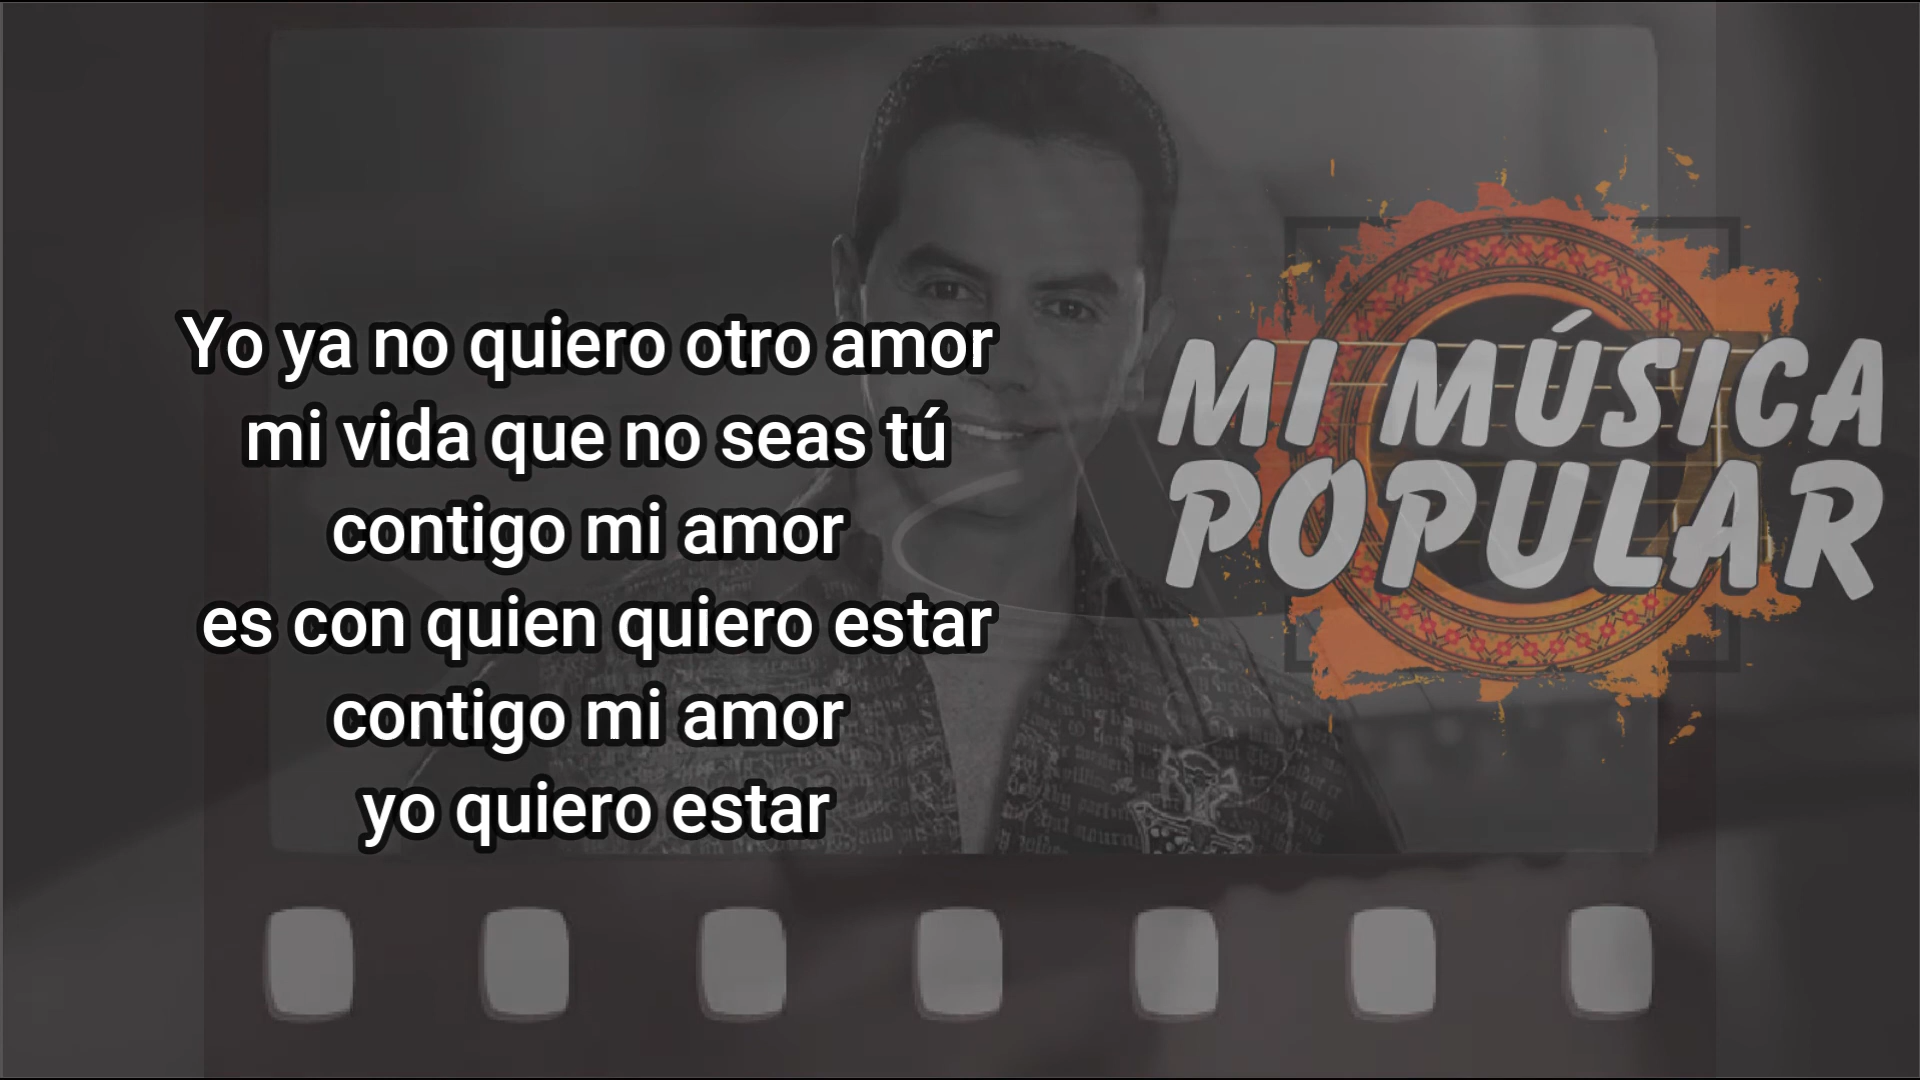 Yo ya no quiero otro amor
mi vida que no seas tú
contigo mi amor
es con quien quiero estar
contigo mi amor
yo quiero estar
MI MÚSICA
POPULAR